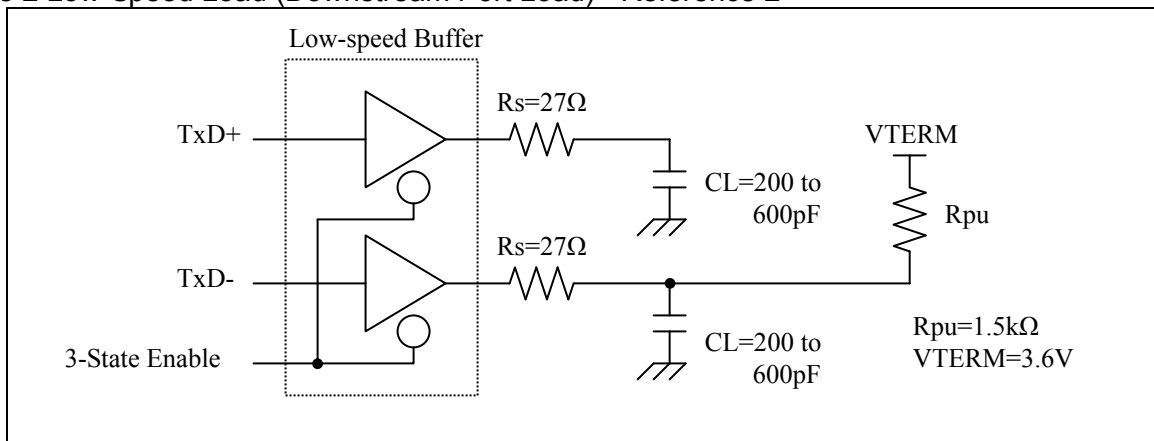 Low-speed Buffer
TxD+
Rs=27Ω
CL=200 to
600pF
VTERM
Rpu
TxD-
Rs=27Ω
CL=200 to
600pF
3-State Enable
Rpu=1.5kΩ
VTERM=3.6V